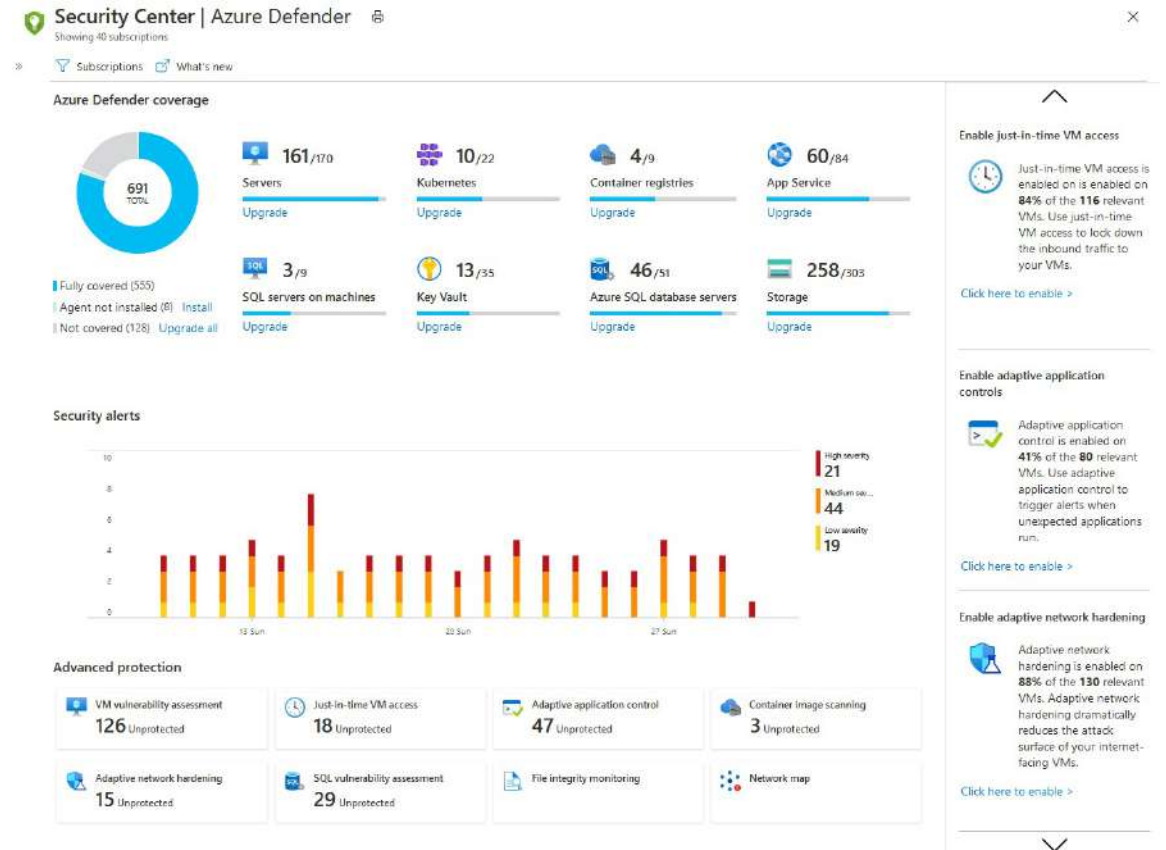 Security Center | Azure Defender
Showing 40 subscriptions
»
Subscriptions What's new
Azure Defender coverage
691
TOTAL
Fully covered (555)
Agent not installed (8) Install
Not covered (128) Upgrade all
161/170
Servers
Upgrade
10/22
Kubernetes
Upgrade
4/9
Container registries
Upgrade
60/84
App Service
Upgrade
SQL
3/9
SQL servers on machines
Upgrade
13/35
Key Vault
Upgrade
SQL
46/51
Azure SQL database servers
Upgrade
258/303
Storage
Upgrade
Security alerts
10
8
6
4
2
0
13 Sun
20 Sun
27 Sun
High severity
21
Medium sev...
44
Low severity
19
Advanced protection
VM vulnerability assessment
126 Unprotected
Just-in-time VM access
18 Unprotected
Adaptive application control
47 Unprotected
Container image scanning
3 Unprotected
Adaptive network hardening
15 Unprotected
SQL vulnerability assessment
29 Unprotected
File integrity monitoring
Network map
Enable just-in-time VM access
Just-in-time VM access is
enabled on is enabled on
84% of the 116 relevant
VMs. Use just-in-time
VM access to lock down
the inbound traffic to
your VMs.
Click here to enable >
Enable adaptive application
controls
Adaptive application
control is enabled on
41% of the 80 relevant
VMs. Use adaptive
application control to
trigger alerts when
unexpected applications
run.
Click here to enable >
Enable adaptive network hardening
Adaptive network
hardening is enabled on
88% of the 130 relevant
VMs. Adaptive network
hardening dramatically
reduces the attack
surface of your internet-
facing VMs.
Click here to enable >